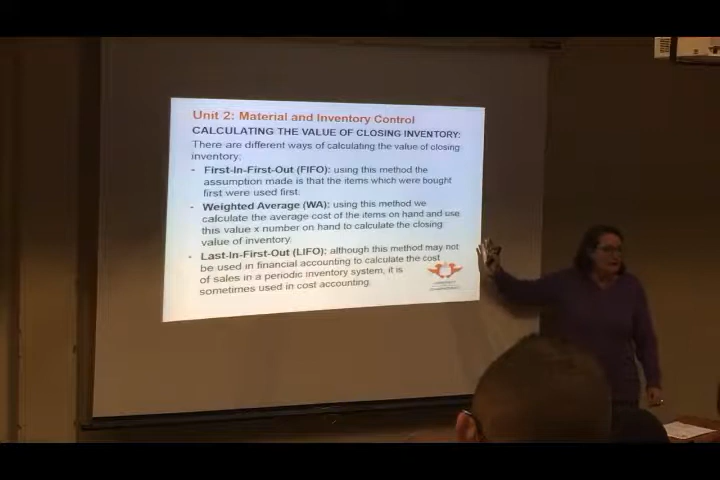 Unit 2: Material and Inventory Control
CALCULATING THE VALUE OF CLOSING INVENTORY:
There are different ways of calculating the value of closing
inventory:
- First-In-First-Out (FIFO): using this method the
assumption made is that the items which were bought
first were used first.
- Weighted Average (WA): using this method we
calculate the average cost of the items on hand and use
this value x number on hand to calculate the closing
value of inventory.
- Last-In-First-Out (LIFO); although this method may not
be used in financial accounting to calculate the cost
of sales in a periodic inventory system, it is
sometimes used in cost accounting.